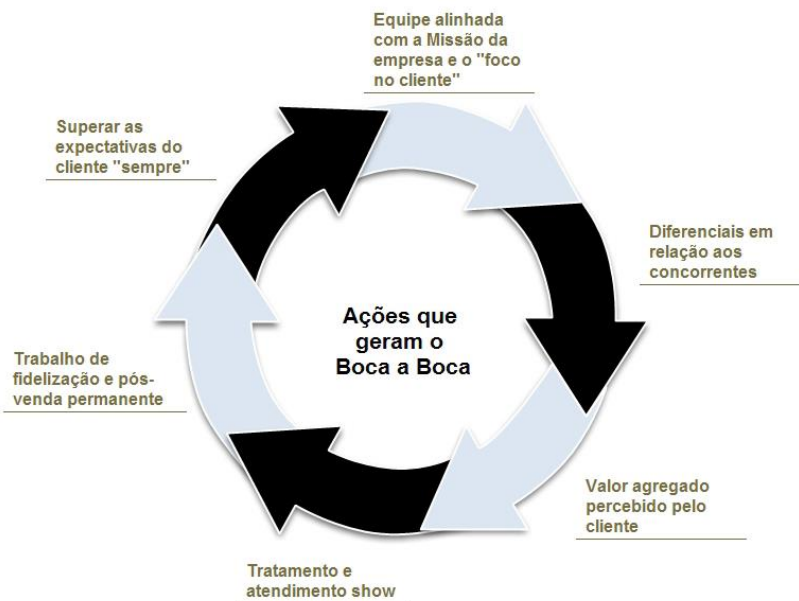 Equipe alinhada
com a Missão da
empresa e o "foco
no cliente"
Diferenciais em
relação aos
concorrentes
Valor agregado
percebido pelo
cliente
Tratamento e
atendimento show
Trabalho de
fidelização e pós-
venda permanente
Superar as
expectativas do
cliente "sempre"
Ações que
geram o
Boca a Boca